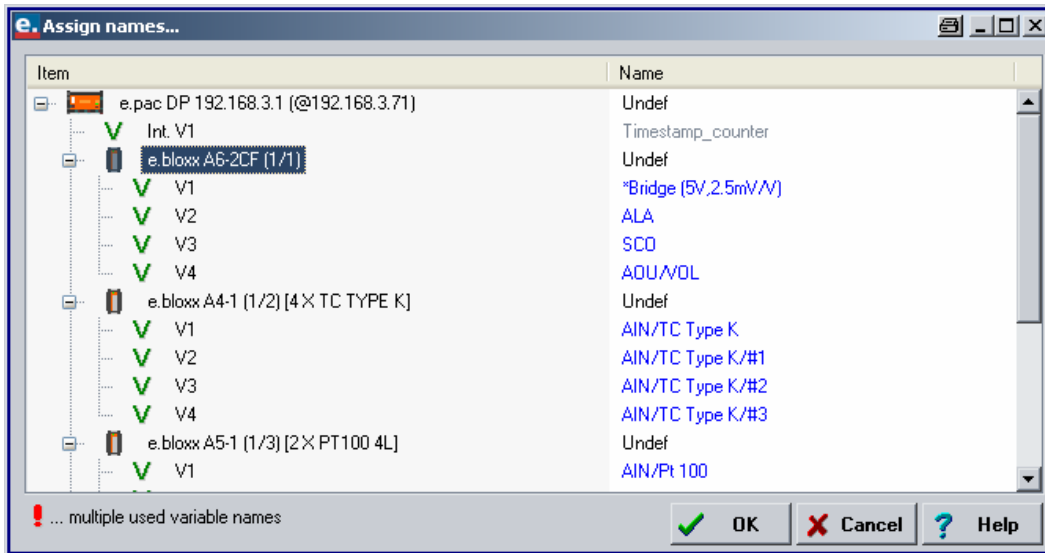 e. Assign names...
Item Name
e.pac DP 192.168.3.1 (@192.168.3.71) Undef
V Int. V1 Timestamp_counter
e.bloxx A6-2CF (1/1) Undef
V V1 *Bridge (5V,2.5mV/V)
V V2 ALA
V V3 SCO
V V4 AOU/VOL
e.bloxx A4-1 (1/2) [4 X TC TYPE K] Undef
V V1 AIN/TC Type K
V V2 AIN/TC Type K/#1
V V3 AIN/TC Type K/#2
V V4 AIN/TC Type K/#3
e.bloxx A5-1 (1/3) [2 X PT100 4L] Undef
V V1 AIN/Pt 100
! ... multiple used variable names
OK Cancel ? Help